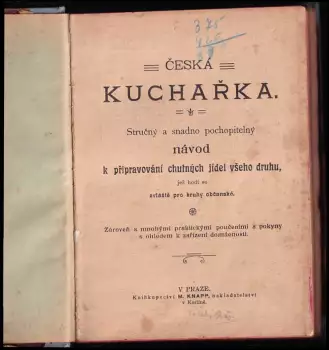 375
ČESKÁ
KUCHAŘKA.
Stručný a snadno pochopitelný
návod
k připravování chutných jídel všeho druhu,
jež hodí se
zvláště pro kruhy občanské.
Zároveň s mnohými praktickými poučeními a pokyny
s ohledem k zařízení domácnosti.
V PRAZE.
Knihkupectví M. KNAPP, nakladatelství
v Karlíně.